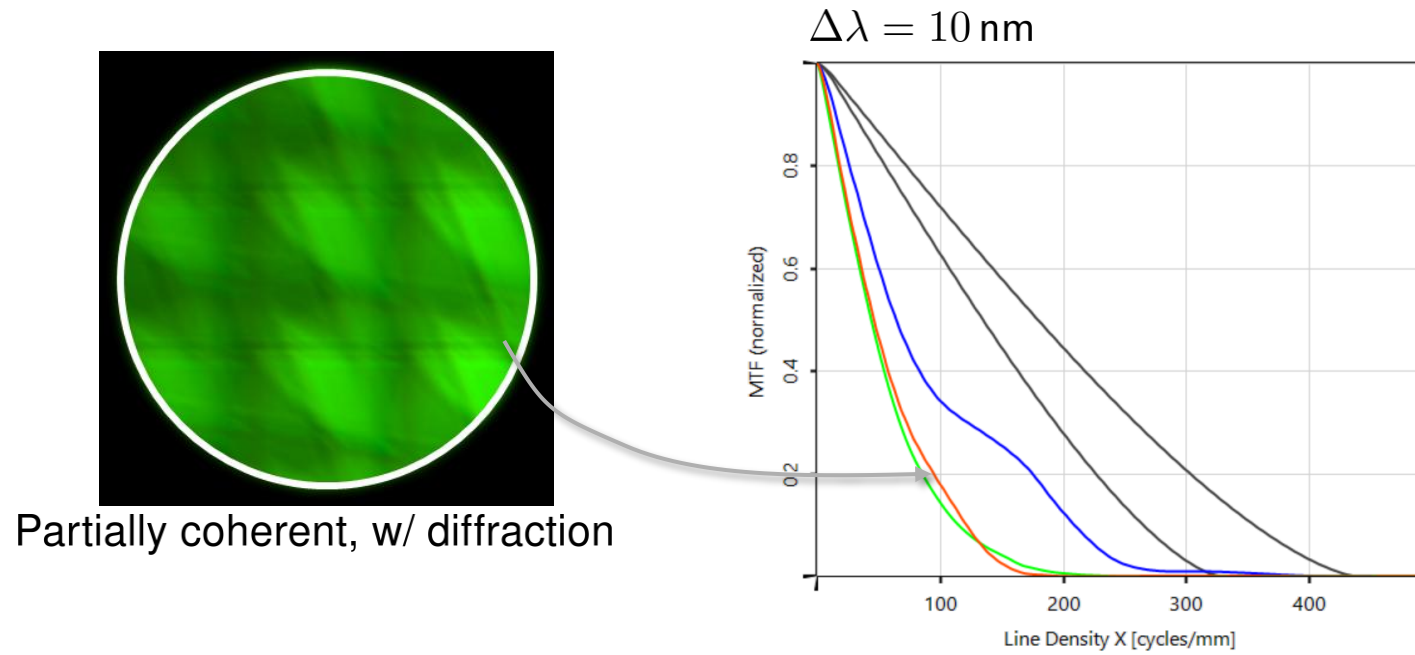 Δλ = 10 nm
Partially coherent, w/ diffraction
MTF (normalized)
0.8
0.6
0.4
0.2
100 200 300 400
Line Density X [cycles/mm]